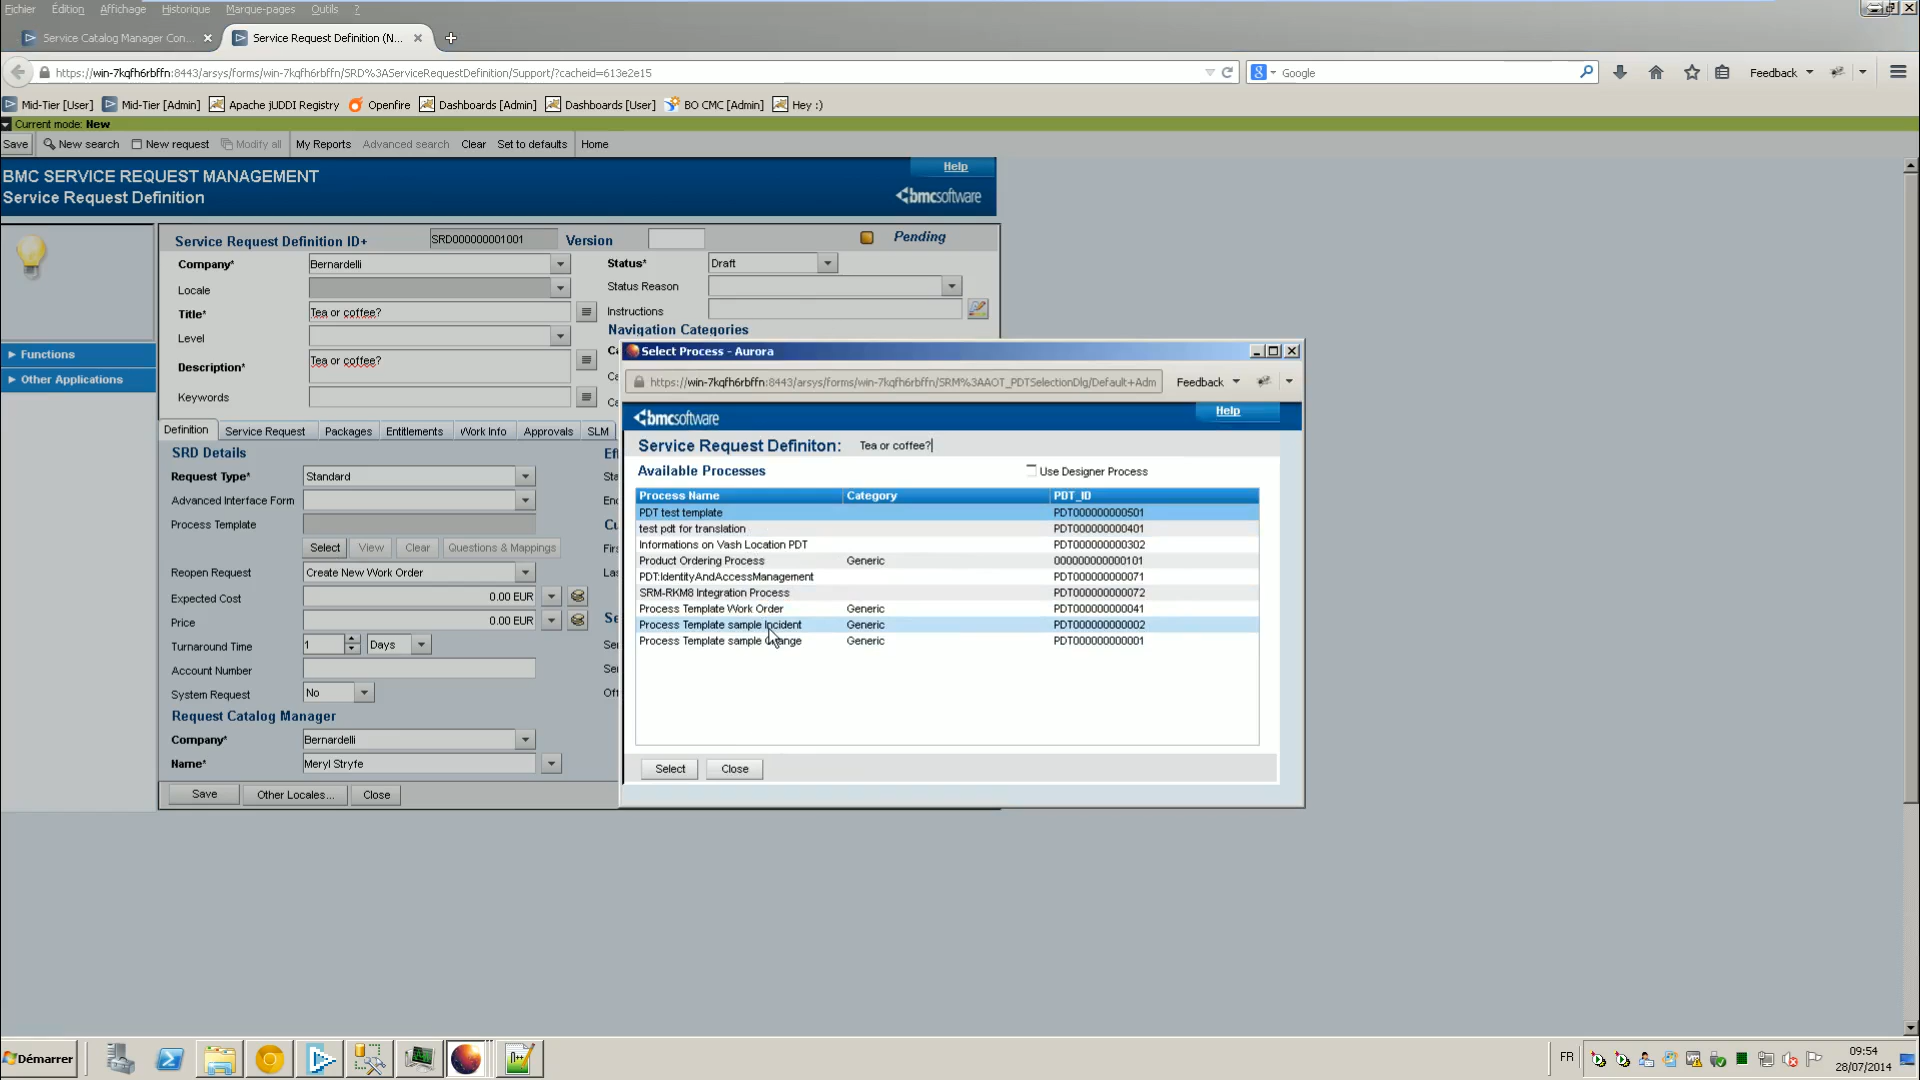 Fichier Édition Affichage Historique Marque-pages Outils ?
Service Catalog Manager Con... Service Request Definition (N...
https://win-7kqfh6rbffn:8443/arsys/forms/win-7kqfh6rbffn/SRD%3AServiceRequestDefinition/Support/?cacheid=613e2e15 Google Feedback
Mid-Tier [User] Mid-Tier [Admin] Apache jUDDI Registry Openfire Dashboards [Admin] Dashboards [User] BO CMC [Admin] Hey :)
Current mode: New
Save New search New request Modify all My Reports Advanced search Clear Set to defaults Home
BMC SERVICE REQUEST MANAGEMENT Help
Service Request Definition bmcsoftware
Service Request Definition ID+ SRD000000001001 Version Pending
Company* Bernardelli Status* Draft
Locale Status Reason
Title* Tea or coffee? Instructions
Level Navigation Categories
Description* Tea or coffee?
Keywords
Functions
Other Applications
Definition Service Request Packages Entitlements Work Info Approvals SLM
SRD Details
Request Type* Standard
Advanced Interface Form
Process Template
Select View Clear Questions & Mappings
Reopen Request Create New Work Order
Expected Cost 0.00 EUR
Price 0.00 EUR
Turnaround Time 1 Days
Account Number
System Request No
Request Catalog Manager
Company* Bernardelli
Name* Meryl Stryfe
Save Other Locales... Close
Select Process - Aurora
https://win-7kqfh6rbffn:8443/arsys/forms/win-7kqfh6rbffn/SRM%3AAOT_PDTSelectionDlg/Default+Adm Feedback
bmcsoftware Help
Service Request Definiton: Tea or coffee?
Available Processes Use Designer Process
Process Name Category PDT_ID
PDT test template PDT000000000501
test pdt for translation PDT000000000401
Informations on Vash Location PDT PDT000000000302
Product Ordering Process Generic 000000000000101
PDT:IdentityAndAccessManagement PDT000000000071
SRM-RKM8 Integration Process PDT000000000072
Process Template Work Order Generic PDT000000000041
Process Template sample Incident Generic PDT000000000002
Process Template sample Change Generic PDT000000000001
Select Close
Démarrer FR 09:54
28/07/2014